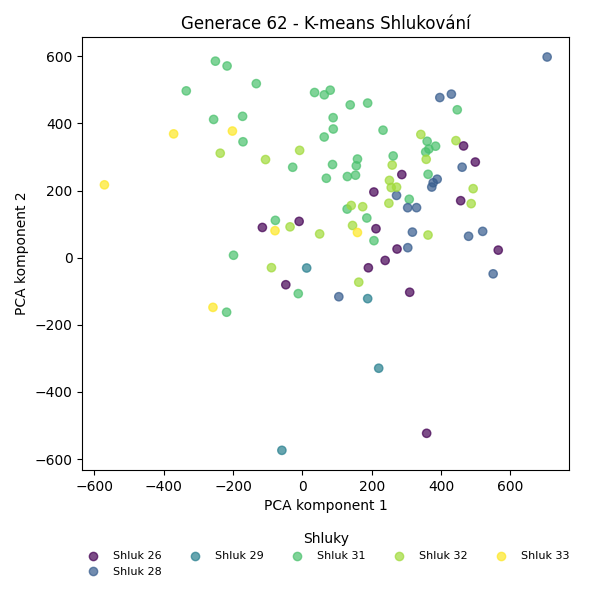 Generace 62 - K-means Shlukování
PCA komponent 2
600
400
200
0
−200
−400
−600
−600 −400 −200 0 200 400 600
PCA komponent 1
Shluky
Shluk 26 Shluk 29 Shluk 31 Shluk 32 Shluk 33
Shluk 28